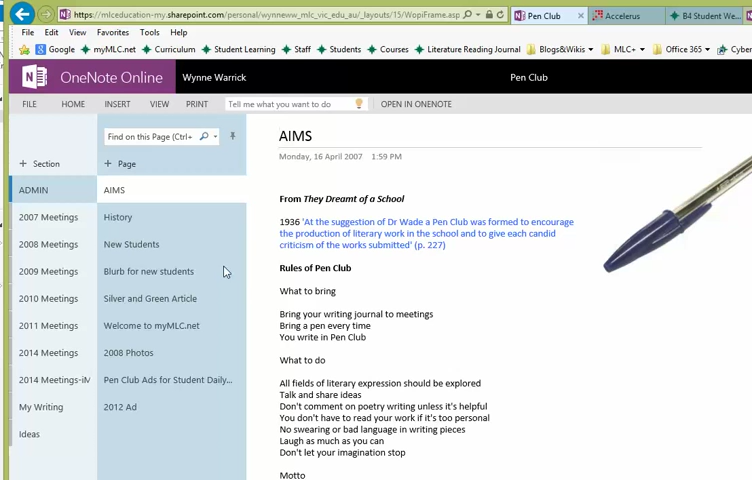 https://mlceducation-my.sharepoint.com/personal/wynneww_mlc_vic_edu_au/_layouts/15/WopiFrame.asp
Pen Club
Accelerus
B4 Student We...
File Edit View Favorites Tools Help
Google myMLC.net Curriculum Student Learning Staff Students Courses Literature Reading Journal Blogs&Wikis MLC+ Office 365 Cyber
OneNote Online Wynne Warrick Pen Club
FILE HOME INSERT VIEW PRINT Tell me what you want to do OPEN IN ONENOTE
Find on this Page (Ctrl+
+ Section + Page
ADMIN
2007 Meetings
2008 Meetings
2009 Meetings
2010 Meetings
2011 Meetings
2014 Meetings
2014 Meetings-iM
My Writing
Ideas
AIMS
History
New Students
Blurb for new students
Silver and Green Article
Welcome to myMLC.net
2008 Photos
Pen Club Ads for Student Daily...
2012 Ad
AIMS
Monday, 16 April 2007 1:59 PM
From They Dreamt of a School
1936 'At the suggestion of Dr Wade a Pen Club was formed to encourage
the production of literary work in the school and to give each candid
criticism of the works submitted' (p. 227)
Rules of Pen Club
What to bring
Bring your writing journal to meetings
Bring a pen every time
You write in Pen Club
What to do
All fields of literary expression should be explored
Talk and share ideas
Don't comment on poetry writing unless it's helpful
You don't have to read your work if it's too personal
No swearing or bad language in writing pieces
Laugh as much as you can
Don't let your imagination stop
Motto